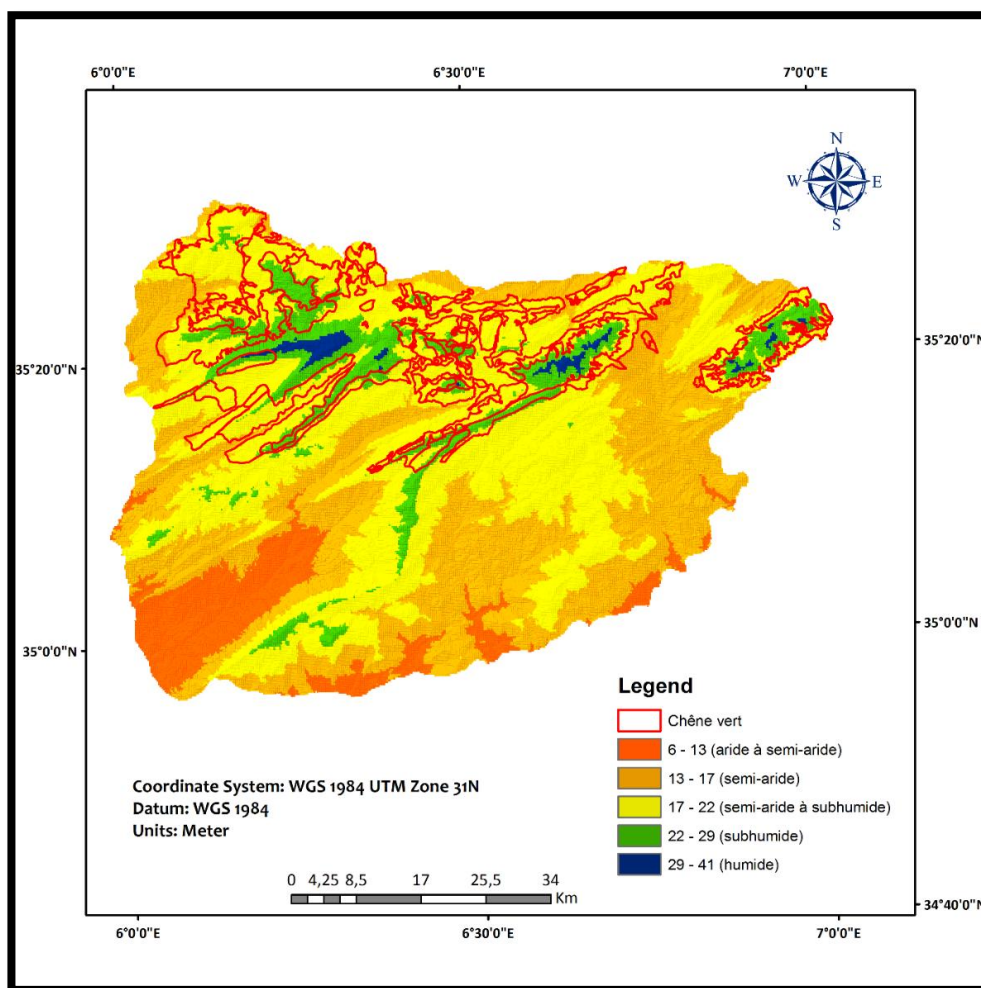 6°0'0"E 6°30'0"E 7°0'0"E
N
W E
S
35°20'0"N
35°20'0"N
35°0'0"N
35°0'0"N
Legend
Chêne vert
6 - 13 (aride à semi-aride)
13 - 17 (semi-aride)
17 - 22 (semi-aride à subhumide)
22 - 29 (subhumide)
29 - 41 (humide)
Coordinate System: WGS 1984 UTM Zone 31N
Datum: WGS 1984
Units: Meter
0 4,25 8,5 17 25,5 34
Km
34°40'0"N
6°0'0"E 6°30'0"E 7°0'0"E